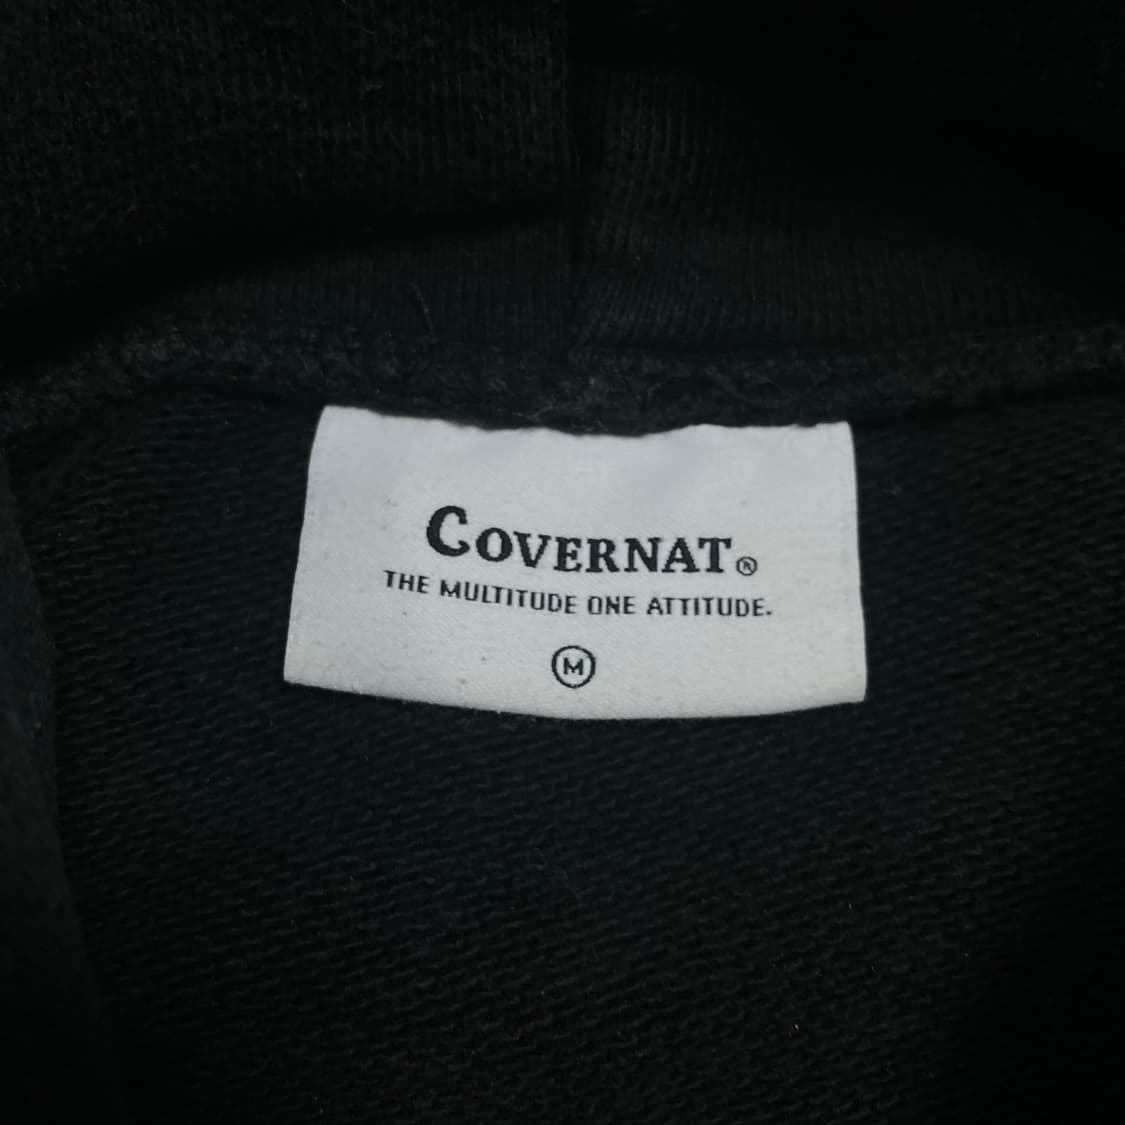 COVERNAT®
THE MULTITUDE ONE ATTITUDE.
M